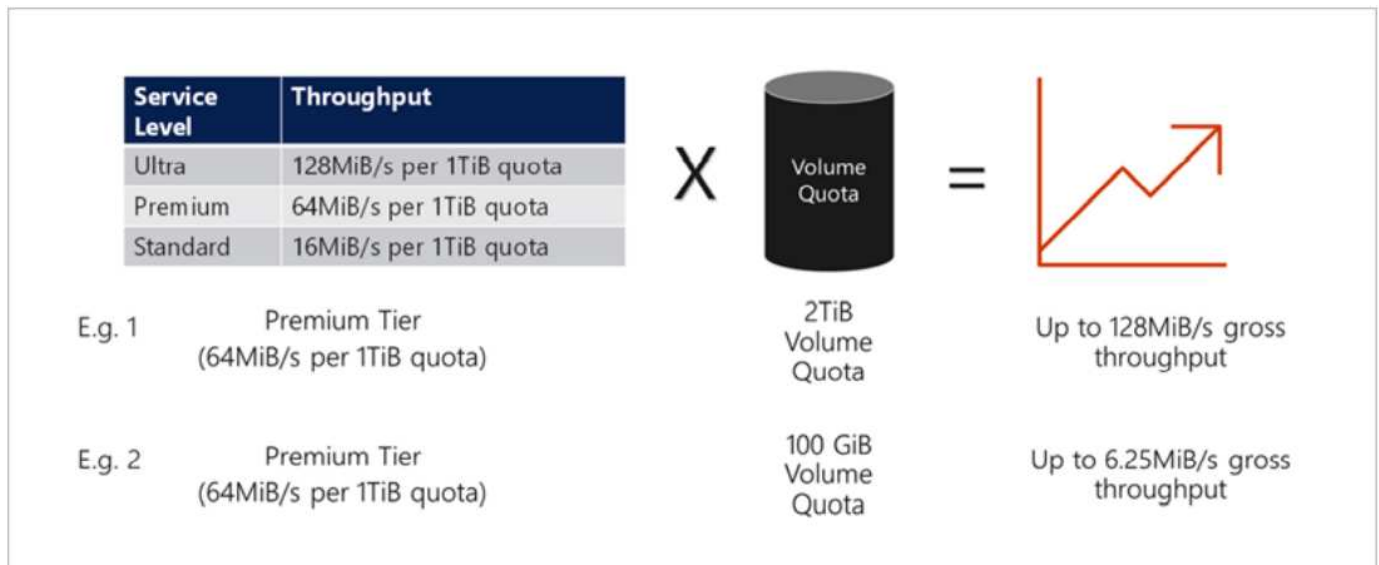 Service Level Throughput
Ultra 128MiB/s per 1TiB quota
Premium 64MiB/s per 1TiB quota
Standard 16MiB/s per 1TiB quota
X
Volume
Quota
=
E.g. 1
Premium Tier
(64MiB/s per 1TiB quota)
2TiB
Volume
Quota
Up to 128MiB/s gross
throughput
E.g. 2
Premium Tier
(64MiB/s per 1TiB quota)
100 GiB
Volume
Quota
Up to 6.25MiB/s gross
throughput